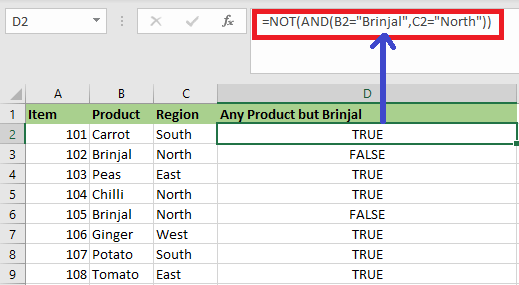 D2 fx =NOT(AND(B2="Brinjal",C2="North"))
A B C D
1 Item Product Region Any Product but Brinjal
2 101 Carrot South TRUE
3 102 Brinjal North FALSE
4 103 Peas East TRUE
5 104 Chilli North TRUE
6 105 Brinjal North FALSE
7 106 Ginger West TRUE
8 107 Potato South TRUE
9 108 Tomato East TRUE